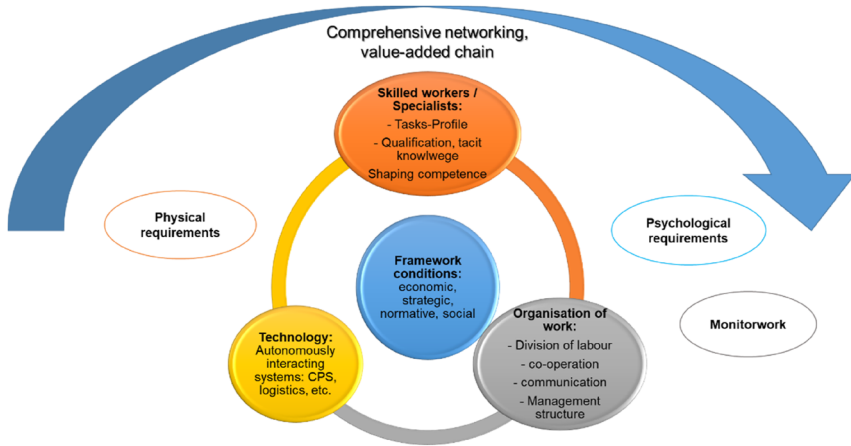 Comprehensive networking,
value-added chain
Skilled workers /
Specialists:
- Tasks-Profile
- Qualification, tacit
knowlwege
Shaping competence
Physical
requirements
Psychological
requirements
Framework
conditions:
economic,
strategic,
normative, social
Monitorwork
Technology:
Autonomously
interacting
systems: CPS,
logistics, etc.
Organisation of
work:
- Division of labour
- co-operation
- communication
- Management
structure